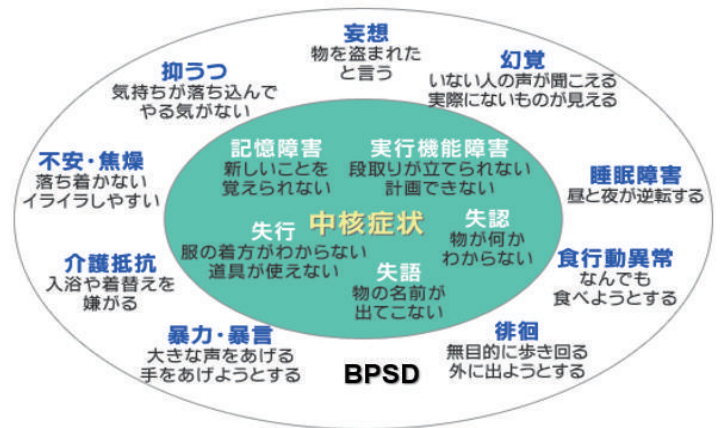 妄想
物を盗まれた
と言う
幻覚
いない人の声が聞こえる
実際にないものが見える
抑うつ
気持ちが落ち込んで
やる気がない
不安・焦燥
落ち着かない
イライラしやすい
睡眠障害
昼と夜が逆転する
介護抵抗
入浴や着替えを
嫌がる
食行動異常
なんでも
食べようとする
暴力・暴言
大きな声をあげる
手をあげようとする
徘徊
無目的に歩き回る
外に出ようとする
BPSD
記憶障害
新しいことを
覚えられない
実行機能障害
段取りが立てられない
計画できない
中核症状
失行
服の着方がわからない
道具が使えない
失認
物が何か
わからない
失語
物の名前が
出てこない